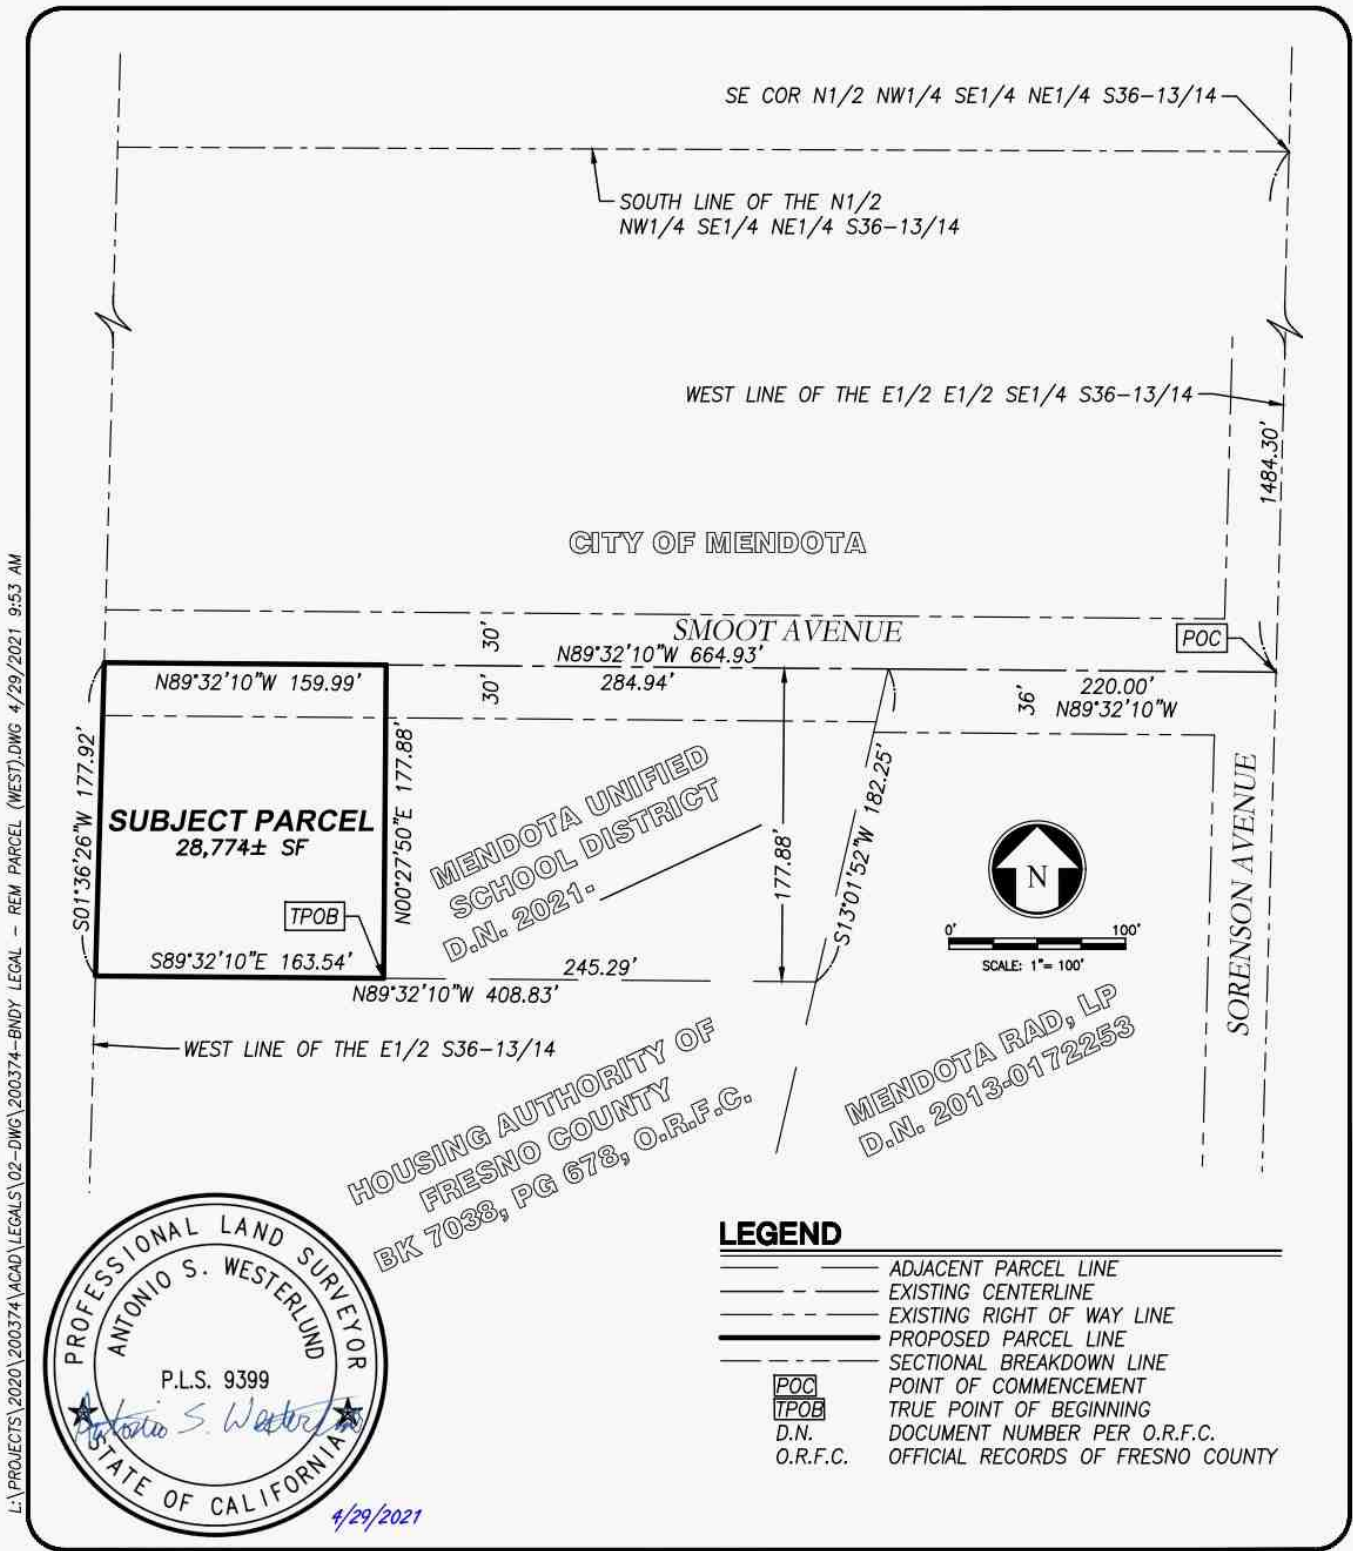 SE COR N1/2 NW1/4 SE1/4 NE1/4 S36-13/14
SOUTH LINE OF THE N1/2
NW1/4 SE1/4 NE1/4 S36-13/14
WEST LINE OF THE E1/2 E1/2 SE1/4 S36-13/14
1484.30'
CITY OF MENDOTA
SMOOT AVENUE
30'
N89°32'10"W 664.93'
POC
N89°32'10"W 159.99'
30'
284.94'
36'
220.00'
N89°32'10"W
S01°36'26"W 177.92'
SUBJECT PARCEL
28,774± SF
N00°27'50"E 177.88'
MENDOTA UNIFIED
SCHOOL DISTRICT
D.N. 2021-
177.88'
S13°01'52"W 182.25'
N
0' 100'
SCALE: 1"= 100'
SORENSON AVENUE
TPOB
S89°32'10"E 163.54'
245.29'
N89°32'10"W 408.83'
WEST LINE OF THE E1/2 S36-13/14
HOUSING AUTHORITY OF
FRESNO COUNTY
BK 7038, PG 678, O.R.F.C.
MENDOTA RAD, LP
D.N. 2013-0172253
LEGEND
ADJACENT PARCEL LINE
EXISTING CENTERLINE
EXISTING RIGHT OF WAY LINE
PROPOSED PARCEL LINE
SECTIONAL BREAKDOWN LINE
POC POINT OF COMMENCEMENT
TPOB TRUE POINT OF BEGINNING
D.N. DOCUMENT NUMBER PER O.R.F.C.
O.R.F.C. OFFICIAL RECORDS OF FRESNO COUNTY
PROFESSIONAL LAND SURVEYOR
ANTONIO S. WESTERLUND
P.L.S. 9399
Antonio S. Westerlund
STATE OF CALIFORNIA
4/29/2021
L:\PROJECTS\2020\200374\ACAD\LEGALS\02-DWG\200374-BNDY LEGAL - REM PARCEL (WEST).DWG 4/29/2021 9:53 AM